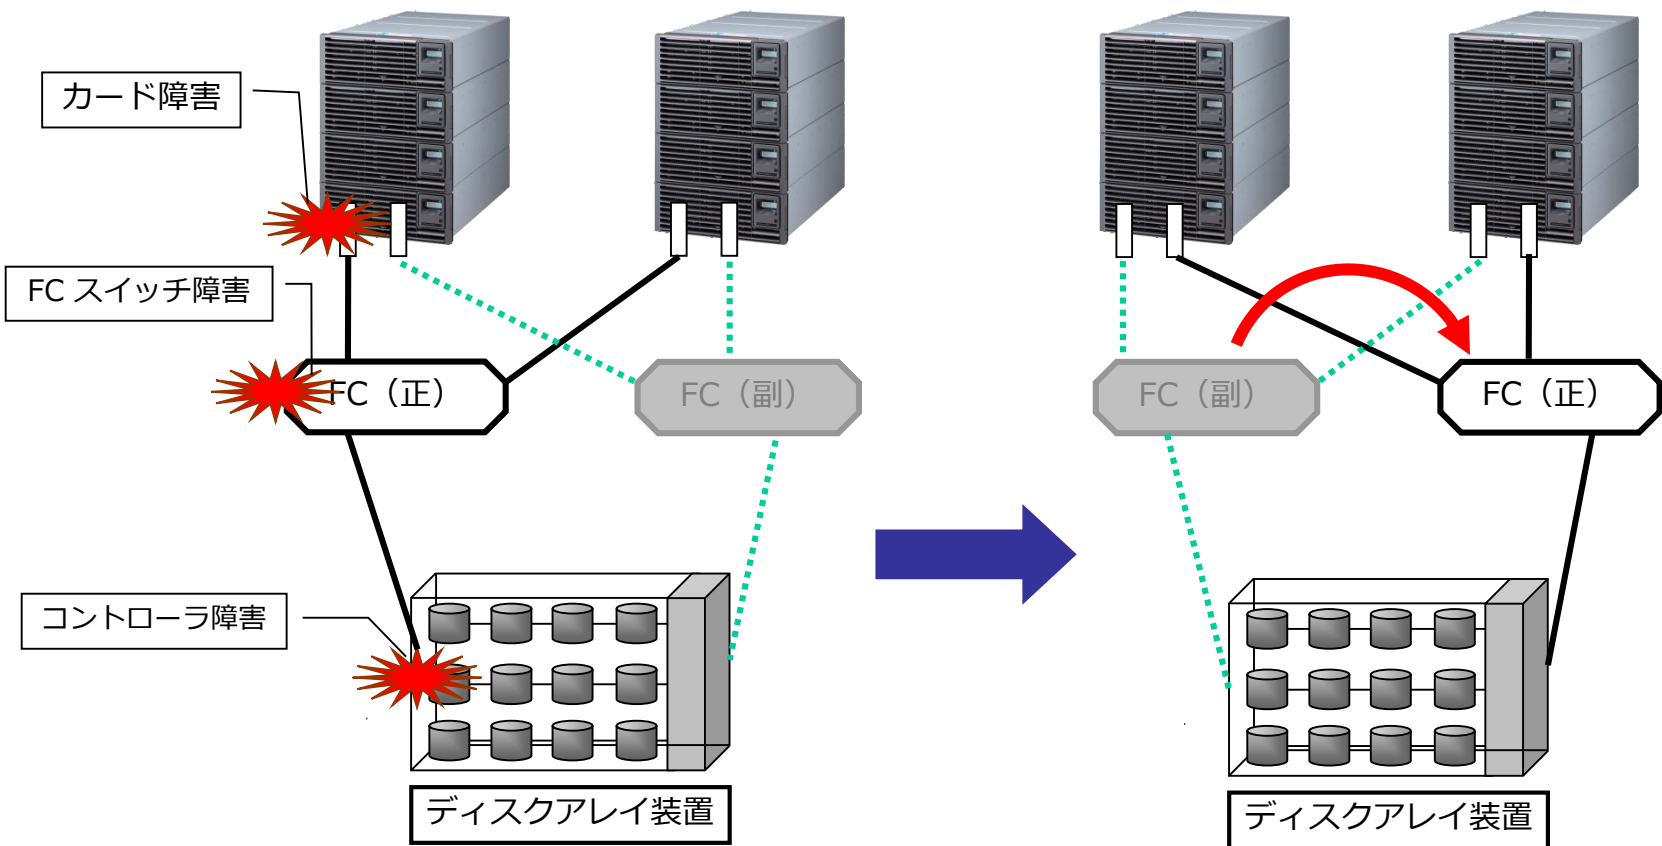 カード障害
FC スイッチ障害
FC（正）
FC（副）
FC（副）
FC（正）
コントローラ障害
ディスクアレイ装置
ディスクアレイ装置